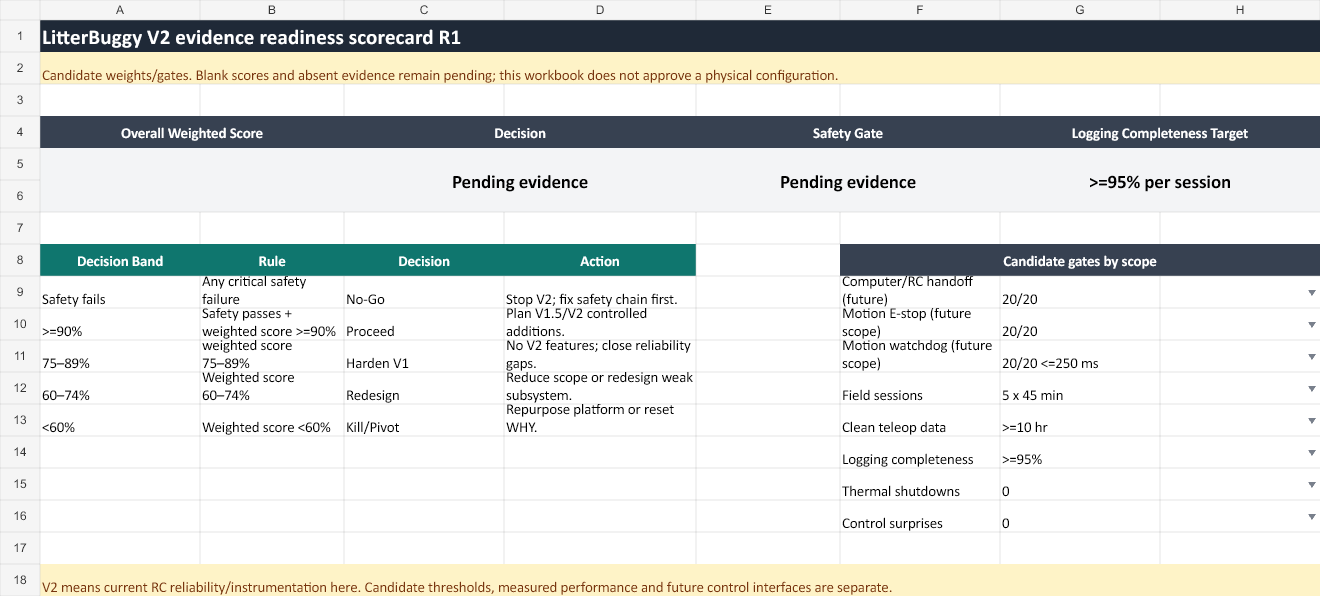 A B C D E F G H
1 LitterBuggy V2 evidence readiness scorecard R1
2 Candidate weights/gates. Blank scores and absent evidence remain pending; this workbook does not approve a physical configuration.
3
4 Overall Weighted Score Decision Safety Gate Logging Completeness Target
5
Pending evidence Pending evidence >=95% per session
6
7
8 Decision Band Rule Decision Action Candidate gates by scope
9 Safety fails Any critical safety failure No-Go Stop V2; fix safety chain first. Computer/RC handoff (future) 20/20
10 >=90% Safety passes + weighted score >=90% Proceed Plan V1.5/V2 controlled additions. Motion E-stop (future scope) 20/20
11 75–89% weighted score 75–89% Harden V1 No V2 features; close reliability gaps. Motion watchdog (future scope) 20/20 <=250 ms
12 60–74% Weighted score 60–74% Redesign Reduce scope or redesign weak subsystem. Field sessions 5 x 45 min
13 <60% Weighted score <60% Kill/Pivot Repurpose platform or reset WHY. Clean teleop data >=10 hr
14 Logging completeness >=95%
15 Thermal shutdowns 0
16 Control surprises 0
17
18 V2 means current RC reliability/instrumentation here. Candidate thresholds, measured performance and future control interfaces are separate.